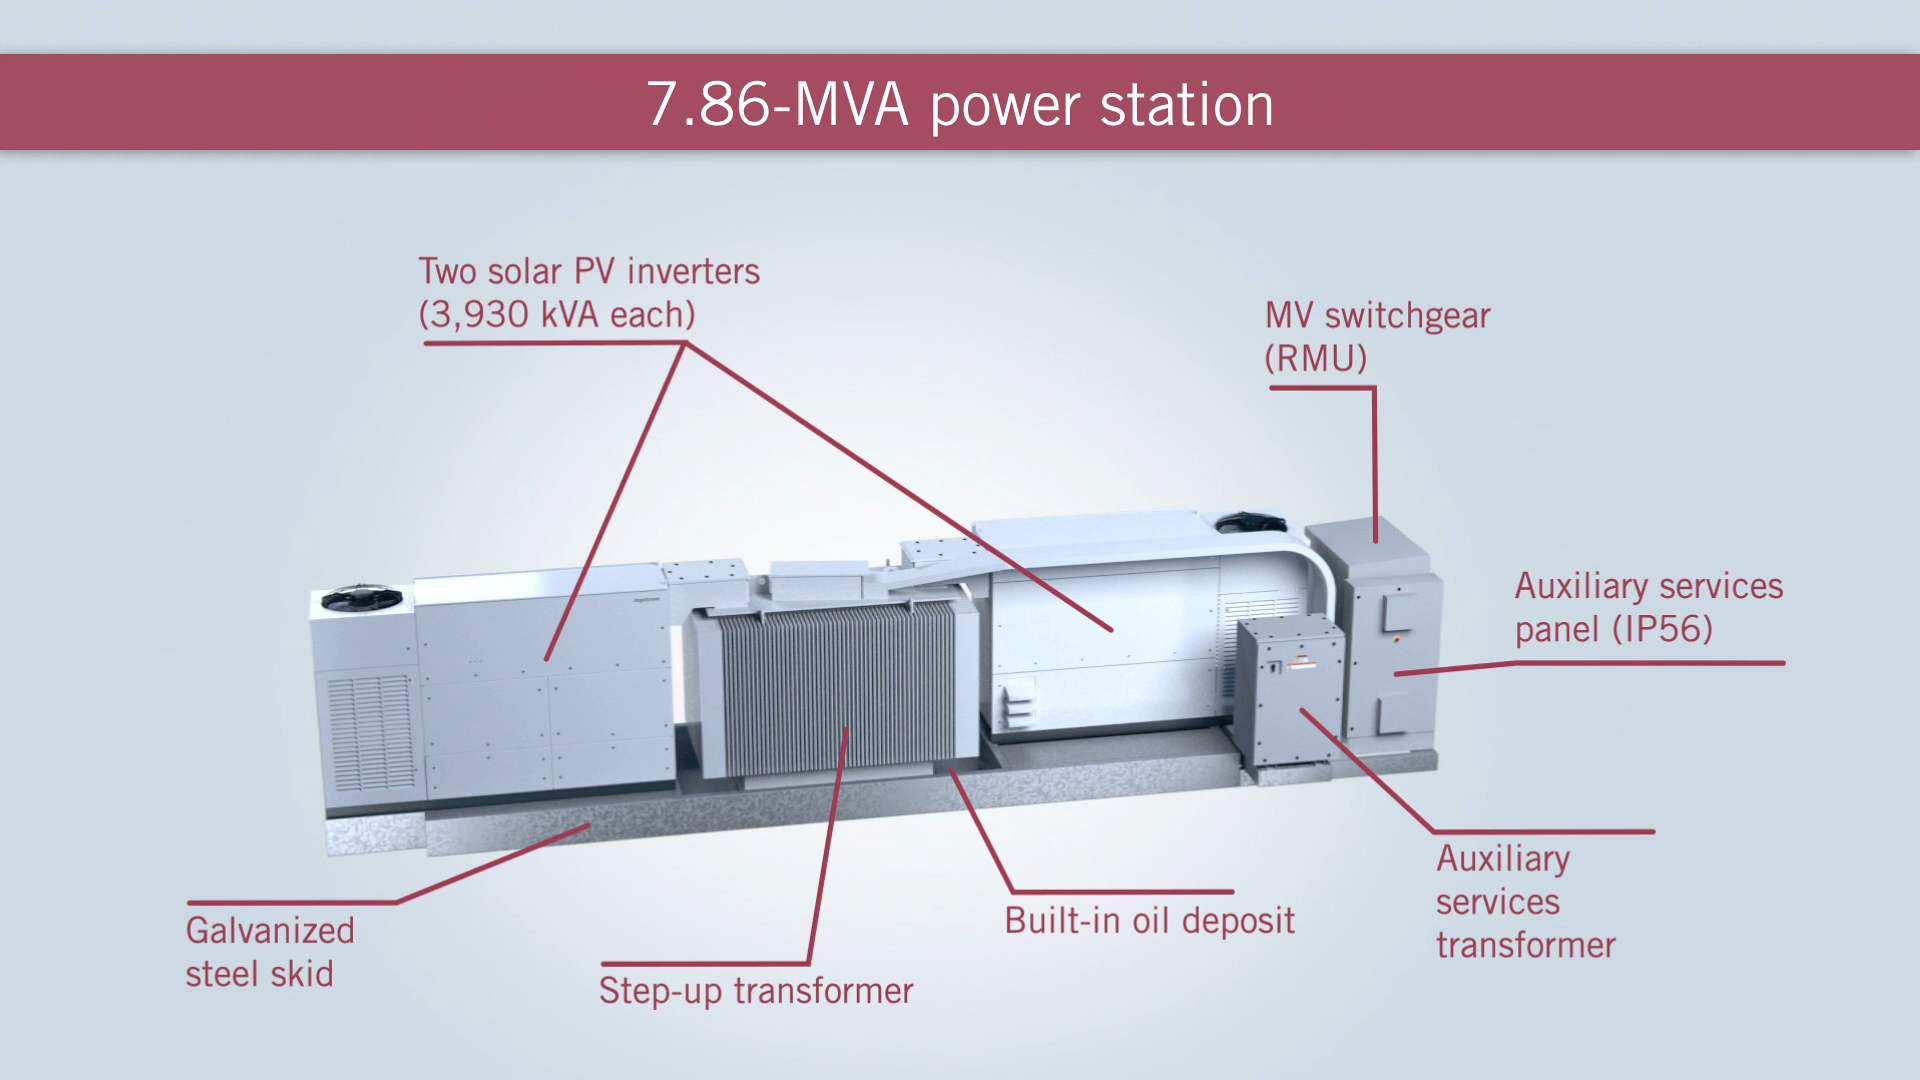 7.86-MVA power station
Two solar PV inverters
(3,930 kVA each)
MV switchgear
(RMU)
Auxiliary services
panel (IP56)
Auxiliary
services
transformer
Built-in oil deposit
Galvanized
steel skid
Step-up transformer